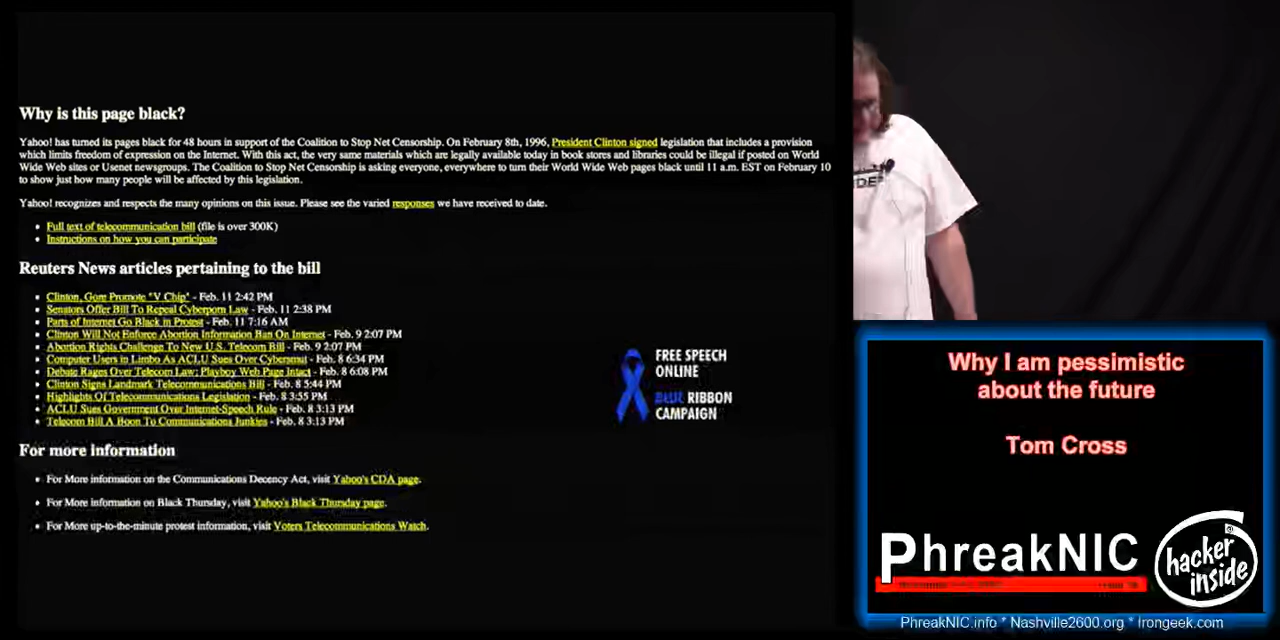 Why is this page black?
Yahoo! has turned its pages black for 48 hours in support of the Coalition to Stop Net Censorship. On February 8th, 1996, President Clinton signed legislation that includes a provision
which limits freedom of expression on the Internet. With this act, the very same materials which are legally available today in book stores and libraries could be illegal if posted on World
Wide Web sites or Usenet newsgroups. The Coalition to Stop Net Censorship is asking everyone, everywhere to turn their World Wide Web pages black until 11 a.m. EST on February 10
to show just how many people will be affected by this legislation.
Yahoo! recognizes and respects the many opinions on this issue. Please see the varied responses we have received to date.
Full text of telecommunication bill (file is over 300K)
Instructions on how you can participate
Reuters News articles pertaining to the bill
Clinton, Gore Promote "V Chip" - Feb. 11 2:42 PM
Senators Offer Bill To Repeal Cyberporn Law - Feb. 11 2:38 PM
Parts of Internet Go Black in Protest - Feb. 11 7:16 AM
Clinton Will Not Enforce Abortion Information Ban On Internet - Feb. 9 2:07 PM
Abortion Rights Challenge To New U.S. Telecom Bill - Feb. 9 2:07 PM
Computer Users in Limbo As ACLU Sues Over Cybersmut - Feb. 8 6:34 PM
Debate Rages Over Telecom Law; Playboy Web Page Intact - Feb. 8 6:08 PM
Clinton Signs Landmark Telecommunications Bill - Feb. 8 5:44 PM
Highlights Of Telecommunications Legislation - Feb. 8 3:55 PM
ACLU Sues Government Over Internet-Speech Rule - Feb. 8 3:13 PM
Telecom Bill A Boon To Communications Junkies - Feb. 8 3:13 PM
FREE SPEECH
ONLINE
BLUE RIBBON
CAMPAIGN
For more information
For More information on the Communications Decency Act, visit Yahoo's CDA page.
For More information on Black Thursday, visit Yahoo's Black Thursday page.
For More up-to-the-minute protest information, visit Voters Telecommunications Watch.
Why I am pessimistic
about the future
Tom Cross
PhreakNIC
hacker
inside
PhreakNIC.info * Nashville2600.org * Irongeek.com